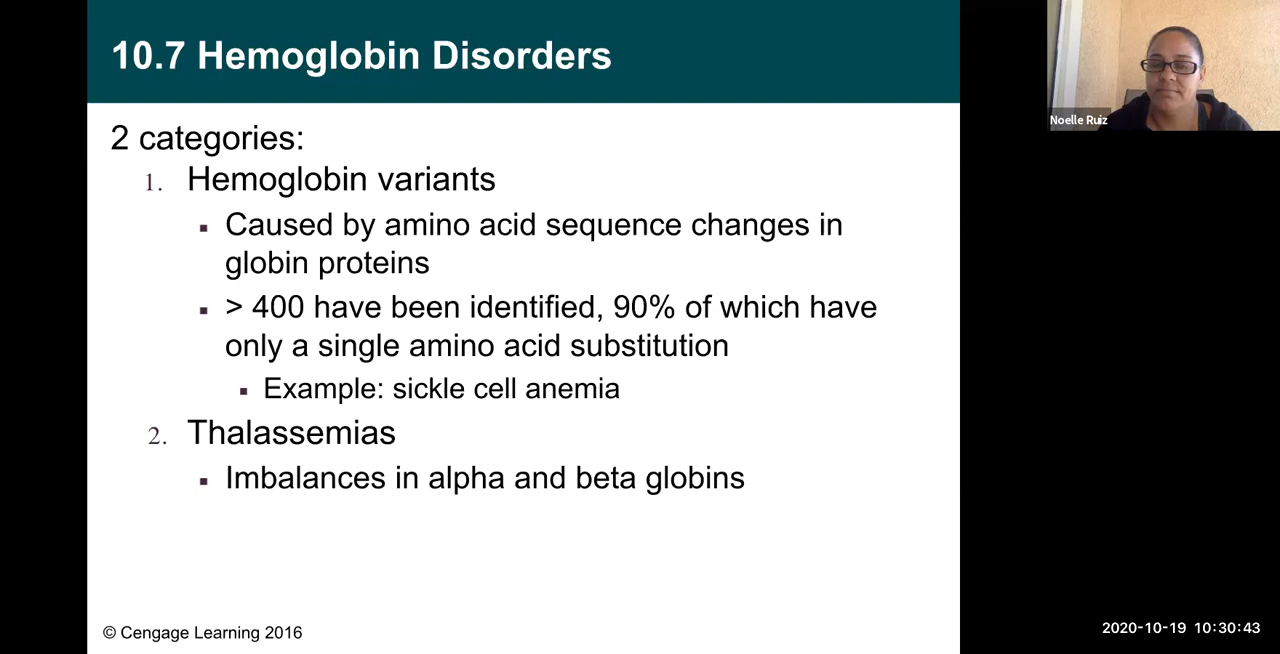 10.7 Hemoglobin Disorders
Noelle Ruiz
2 categories:
1. Hemoglobin variants
▪ Caused by amino acid sequence changes in
globin proteins
▪ > 400 have been identified, 90% of which have
only a single amino acid substitution
▪ Example: sickle cell anemia
2. Thalassemias
▪ Imbalances in alpha and beta globins
© Cengage Learning 2016
2020-10-19 10:30:43